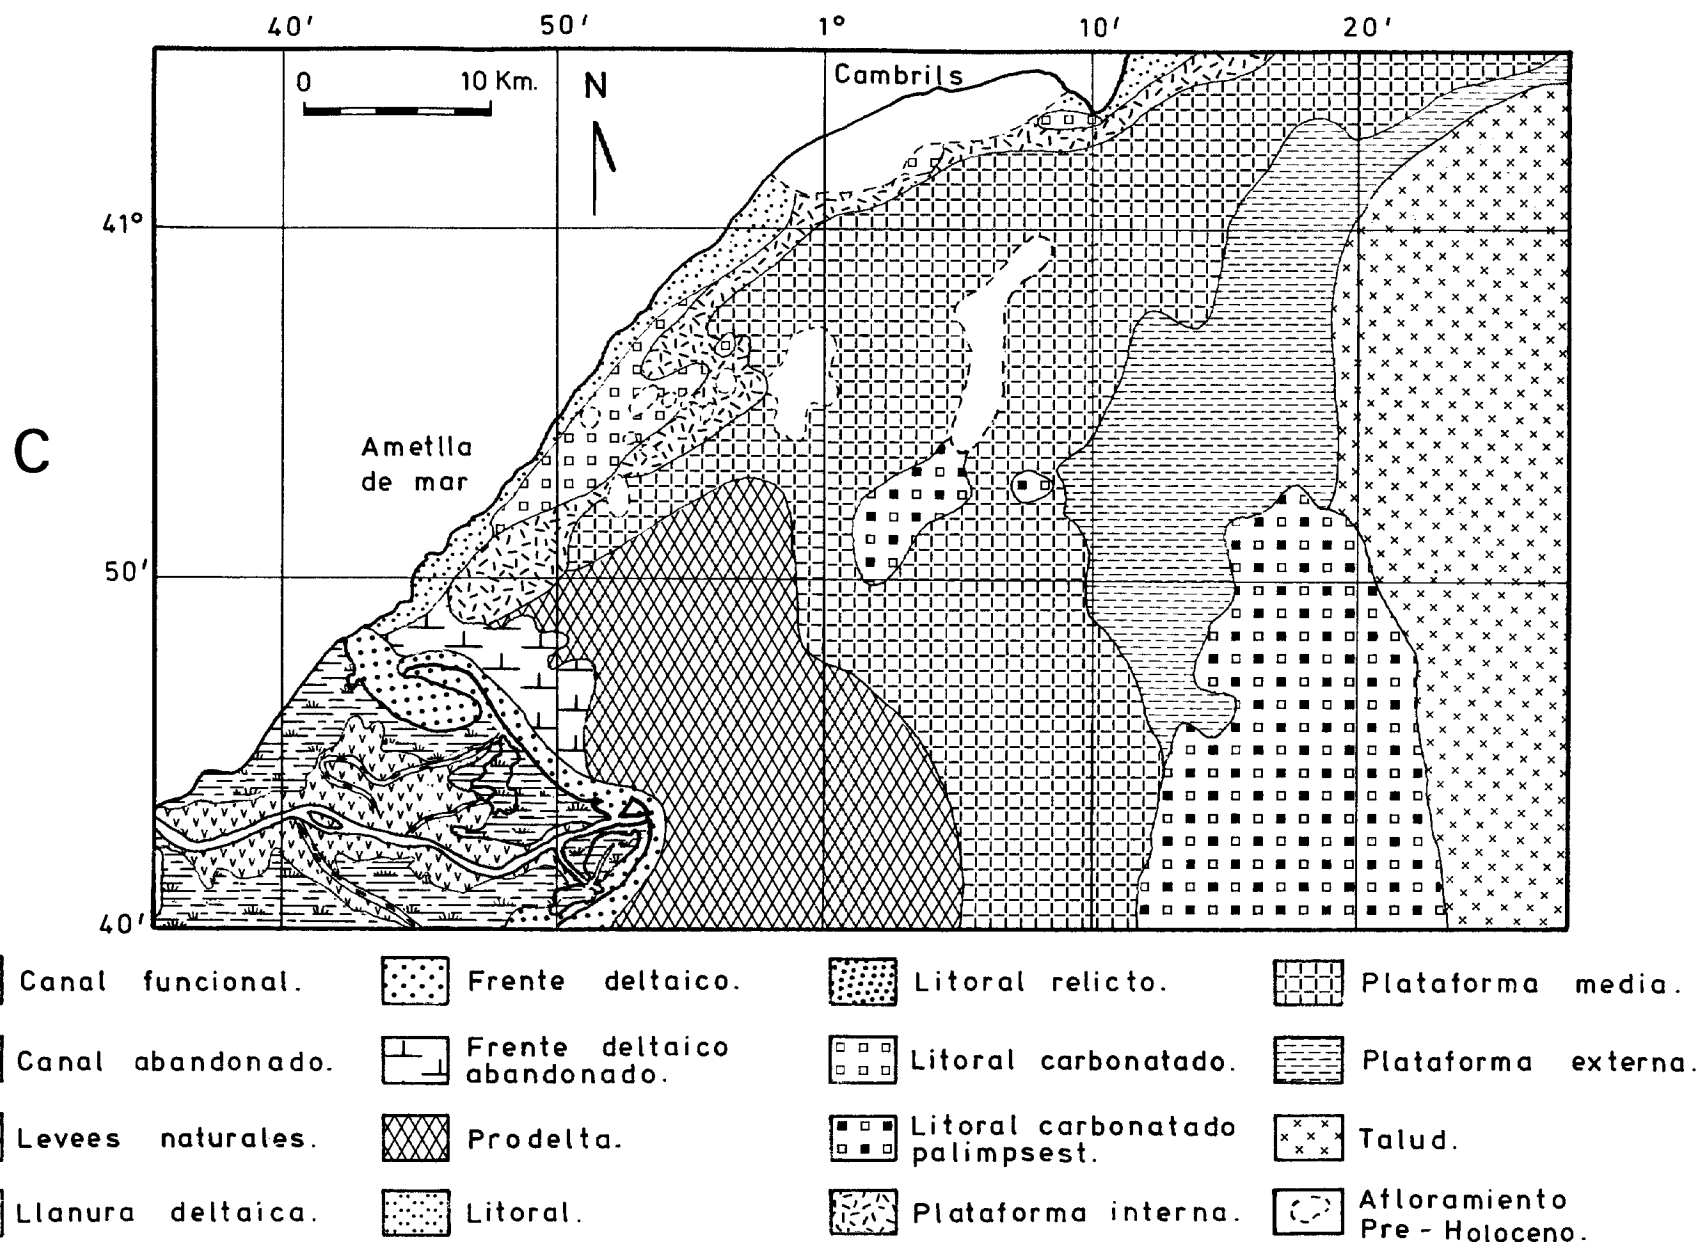 40' 50' 1° 10' 20'
Cambrils
0 10 Km.
N
41°
C
Ametlla
de mar
50'
40'
Canal funcional.
Frente deltaico.
Litoral relicto.
Plataforma media.
Canal abandonado.
Frente deltaico
abandonado.
Litoral carbonatado.
Plataforma externa.
Levees naturales.
Prodelta.
Litoral carbonatado
palimpsest.
Talud.
Llanura deltaica.
Litoral.
Plataforma interna.
Afloramiento
Pre - Holoceno.